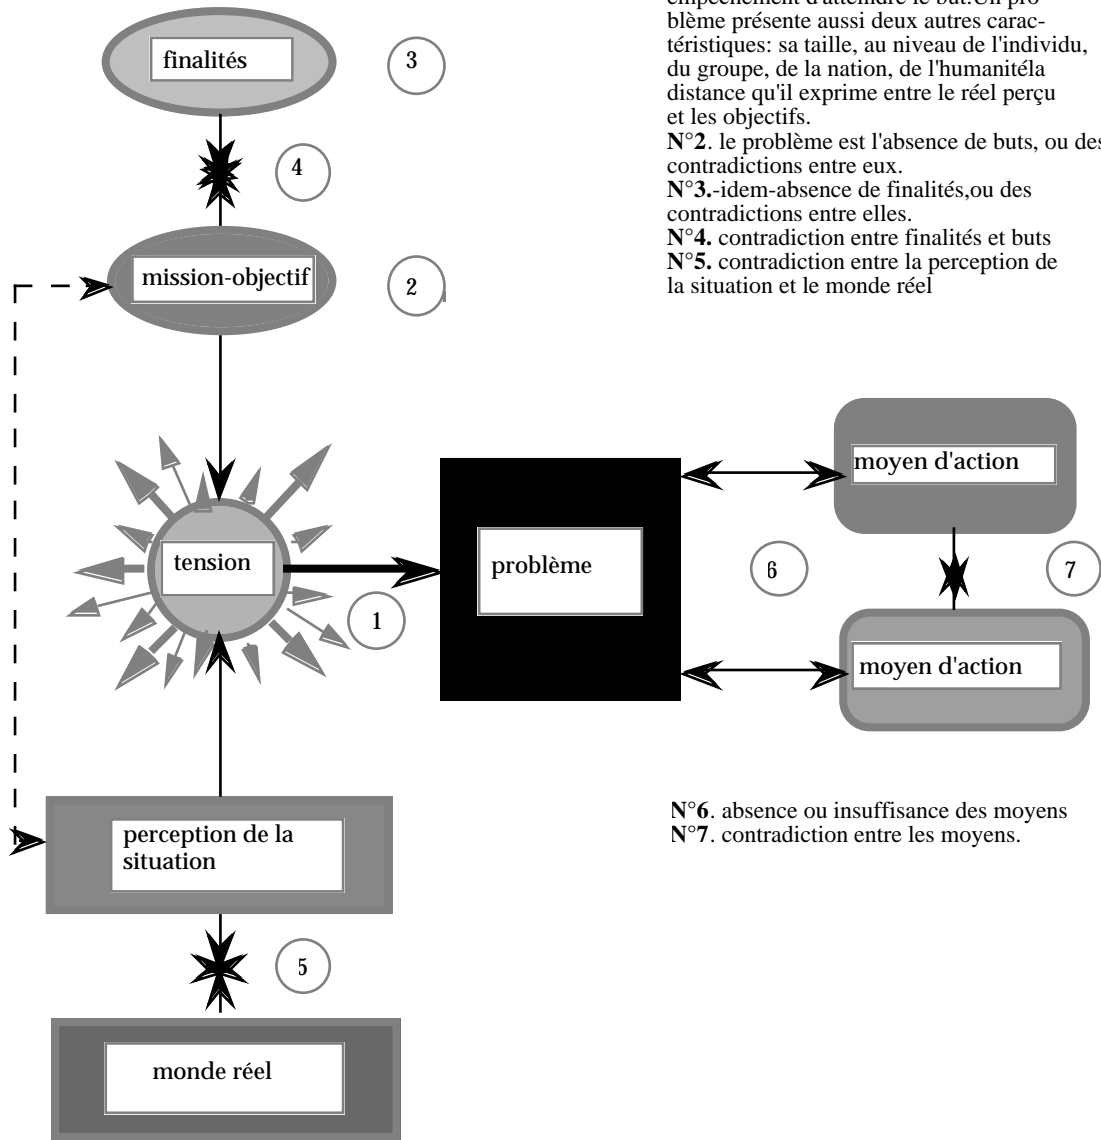 empêchement d'atteindre le but.Un pro-
blème présente aussi deux autres carac-
téristiques: sa taille, au niveau de l'individu,
du groupe, de la nation, de l'humanitéla
distance qu'il exprime entre le réel perçu
et les objectifs.
N°2. le problème est l'absence de buts, ou des
contradictions entre eux.
N°3.-idem-absence de finalités,ou des
contradictions entre elles.
N°4. contradiction entre finalités et buts
N°5. contradiction entre la perception de
la situation et le monde réel
finalités
3
4
mission-objectif
2
tension
1
problème
6
moyen d'action
7
moyen d'action
perception de la
situation
5
monde réel
N°6. absence ou insuffisance des moyens
N°7. contradiction entre les moyens.